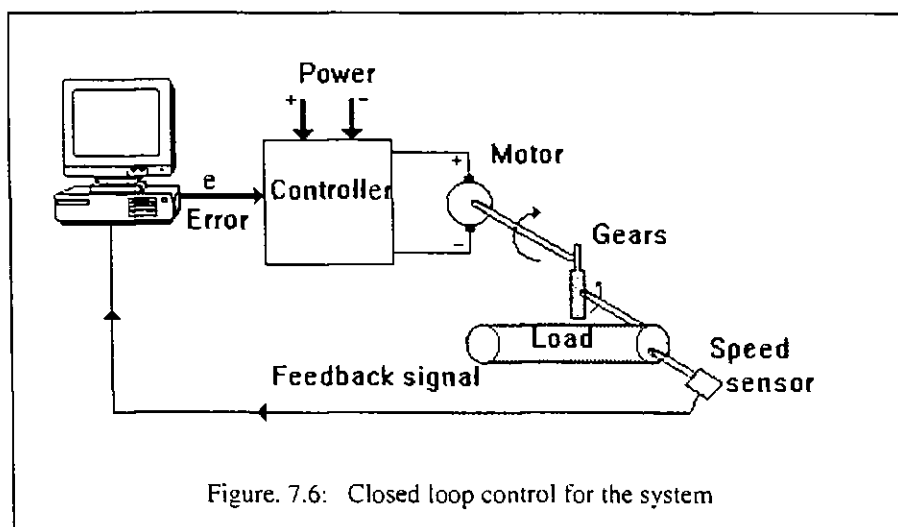 Power
+ -
e
Error
Controller
+
-
Motor
Gears
Load
Speed
sensor
Feedback signal
Figure. 7.6: Closed loop control for the system